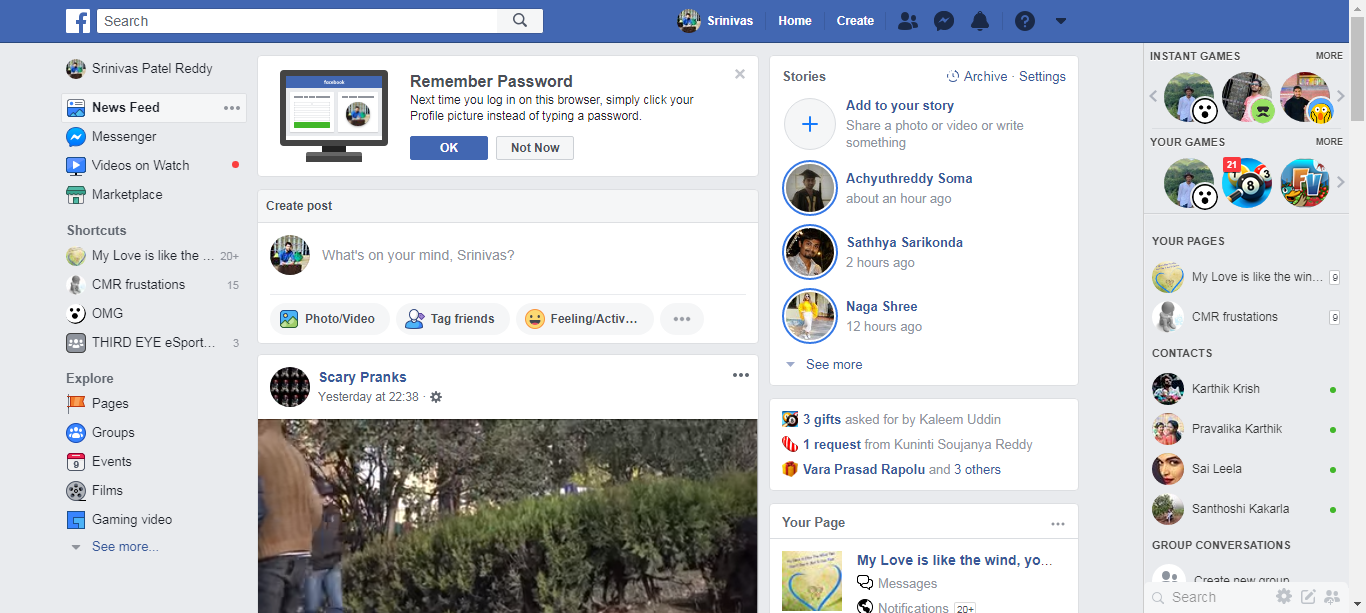 Search
Srinivas
Home
Create
Srinivas Patel Reddy
News Feed
Messenger
Videos on Watch
Marketplace
Shortcuts
My Love is like the ... 20+
CMR frustations 15
OMG
THIRD EYE eSport... 3
Explore
Pages
Groups
9 Events
Films
Gaming video
See more...
facebook
Remember Password
Next time you log in on this browser, simply click your
Profile picture instead of typing a password.
OK
Not Now
Create post
What's on your mind, Srinivas?
Photo/Video
Tag friends
Feeling/Activ...
Scary Pranks
Yesterday at 22:38 ·
Stories
Archive · Settings
Add to your story
Share a photo or video or write
something
Achyuthreddy Soma
about an hour ago
Sathhya Sarikonda
2 hours ago
Naga Shree
12 hours ago
See more
3 gifts asked for by Kaleem Uddin
1 request from Kuninti Soujanya Reddy
Vara Prasad Rapolu and 3 others
Your Page
My Love is like the wind, yo...
Messages
Notifications 20+
INSTANT GAMES MORE
YOUR GAMES MORE
21
8
3
FV
YOUR PAGES
My Love is like the win... 9
CMR frustations 9
CONTACTS
Karthik Krish
Pravalika Karthik
Sai Leela
Santhoshi Kakarla
GROUP CONVERSATIONS
Create new group
Search